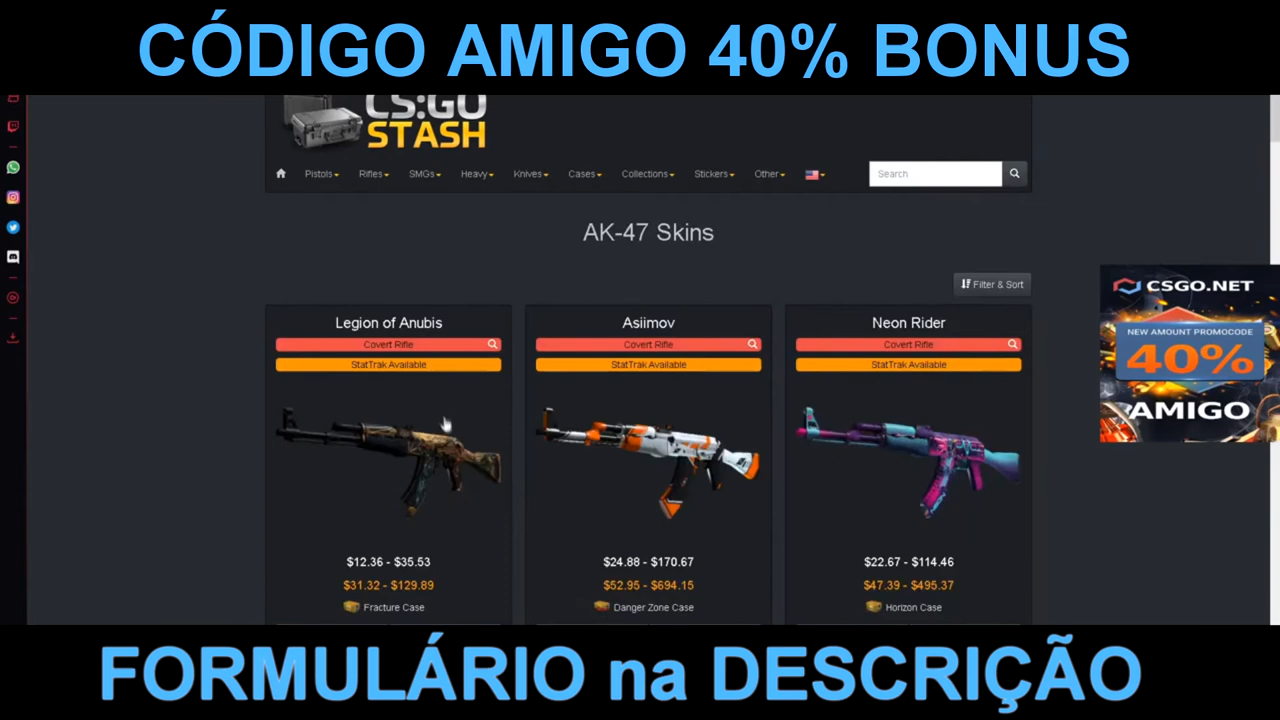 CÓDIGO AMIGO 40% BONUS
CS:GO
STASH
Pistols Rifles SMGs Heavy Knives Cases Collections Stickers Other Search
AK-47 Skins
Filter & Sort
CSGO.NET
NEW AMOUNT PROMOCODE
40%
AMIGO
Legion of Anubis
Covert Rifle
StatTrak Available
$12.36 - $35.53
$31.32 - $129.89
Fracture Case
Asiimov
Covert Rifle
StatTrak Available
$24.88 - $170.67
$52.95 - $694.15
Danger Zone Case
Neon Rider
Covert Rifle
StatTrak Available
$22.67 - $114.46
$47.39 - $495.37
Horizon Case
FORMULÁRIO na DESCRIÇÃO